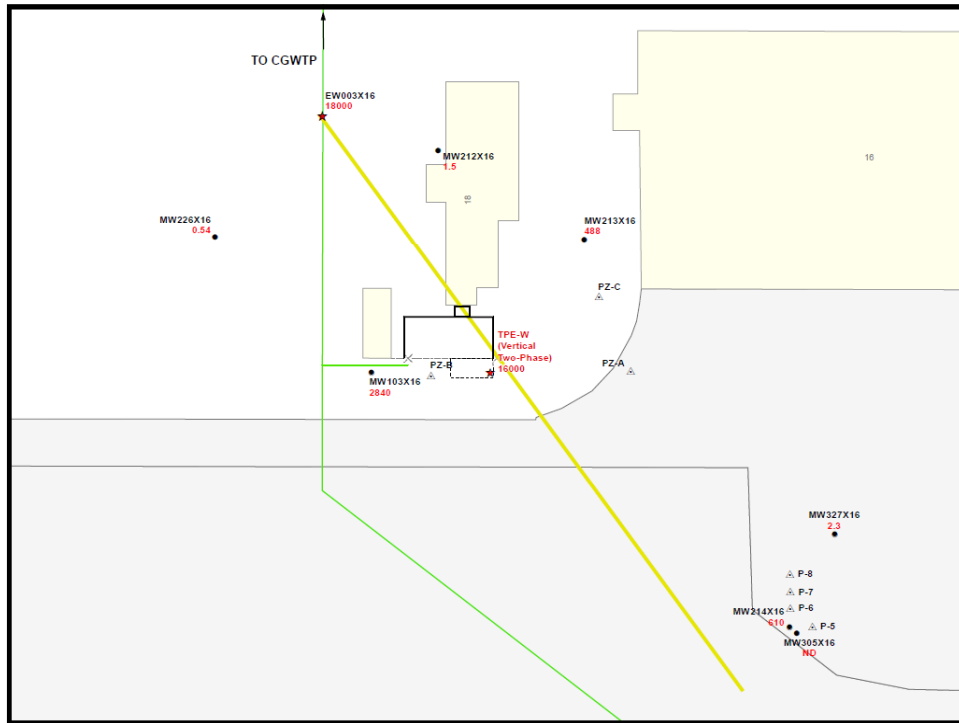 TO CGWTP
EW003X16
18000
MW212X16
1.5
16
18
MW226X16
0.54
MW213X16
488
PZ-C
TPE-W
(Vertical
Two-Phase)
16000
PZ-B
PZ-A
MW103X16
2840
MW327X16
2.3
P-8
P-7
P-6
MW214X16
610
P-5
MW305X16
ND